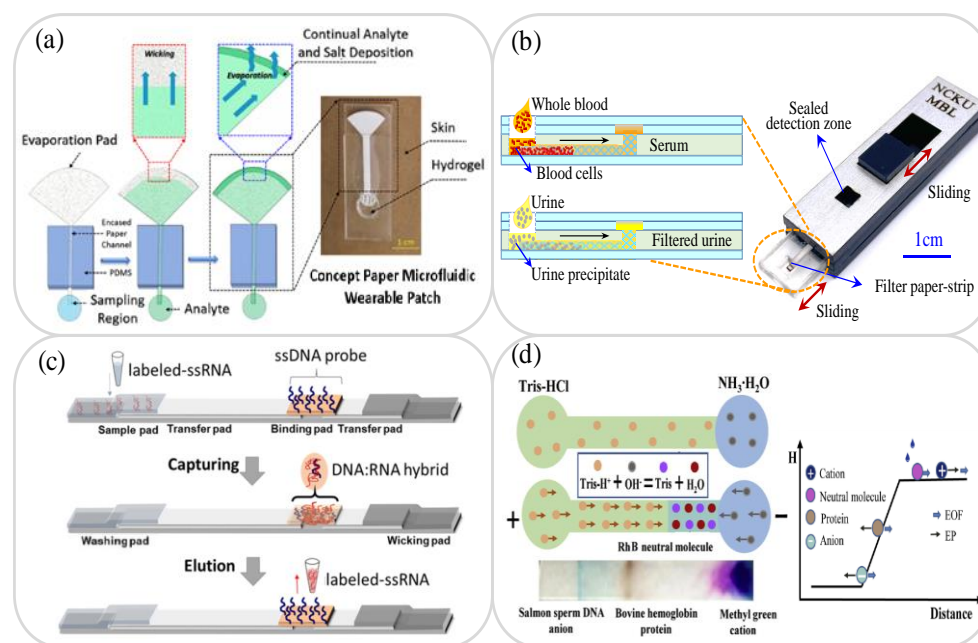 (a)
Wicking
Evaporation
Continual Analyte
and Salt Deposition
Evaporation Pad
Skin
Hydrogel
Encased
Paper
Channel
PDMS
1 cm
Sampling
Region
Analyte
Concept Paper Microfluidic
Wearable Patch
(b)
Whole blood
Serum
Blood cells
Urine
Filtered urine
Urine precipitate
Sealed
detection zone
NCKU
MBL
Sliding
1cm
Filter paper-strip
Sliding
(c)
labeled-ssRNA
ssDNA probe
Sample pad
Transfer pad
Binding pad
Transfer pad
Capturing
DNA:RNA hybrid
Washing pad
Wicking pad
Elution
labeled-ssRNA
(d)
Tris-HCl
NH₃·H₂O
Tris-H⁺ + OH⁻ = Tris + H₂O
+
−
RhB neutral molecule
Salmon sperm DNA
anion
Bovine hemoglobin
protein
Methyl green
cation
H
Cation
Neutral molecule
Protein
Anion
EOF
EP
Distance